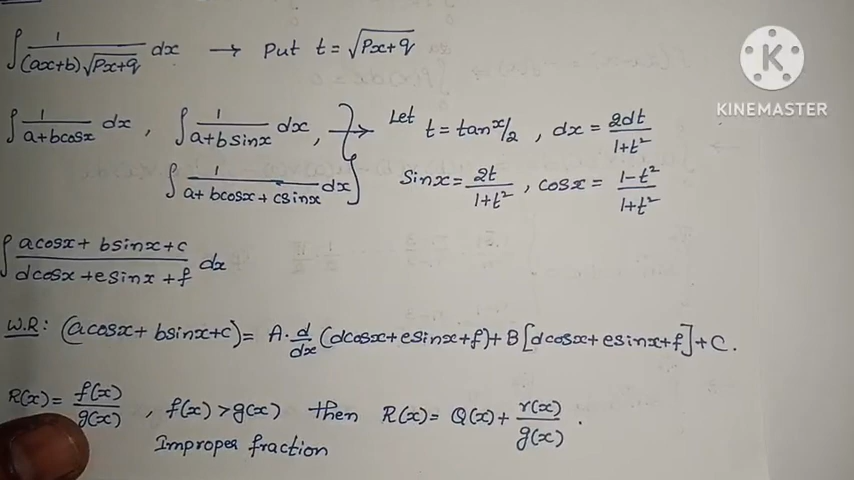 ∫ 1/((ax+b)√(px+q)) dx → Put t = √(px+q)
KINEMASTER
∫ 1/(a+bcosx) dx , ∫ 1/(a+bsinx) dx , → Let t = tan x/2 , dx = 2dt/(1+t²)
∫ 1/(a+bcosx+csinx) dx sinx = 2t/(1+t²) , cosx = (1-t²)/(1+t²)
∫ (acosx+bsinx+c)/(dcosx+esinx+f) dx
W.R: (acosx+bsinx+c) = A. d/dx (dcosx+esinx+f) + B[dcosx+esinx+f] + C.
R(x) = f(x)/g(x) , f(x)>g(x) then R(x) = Q(x) + r(x)/g(x) .
Improper fraction